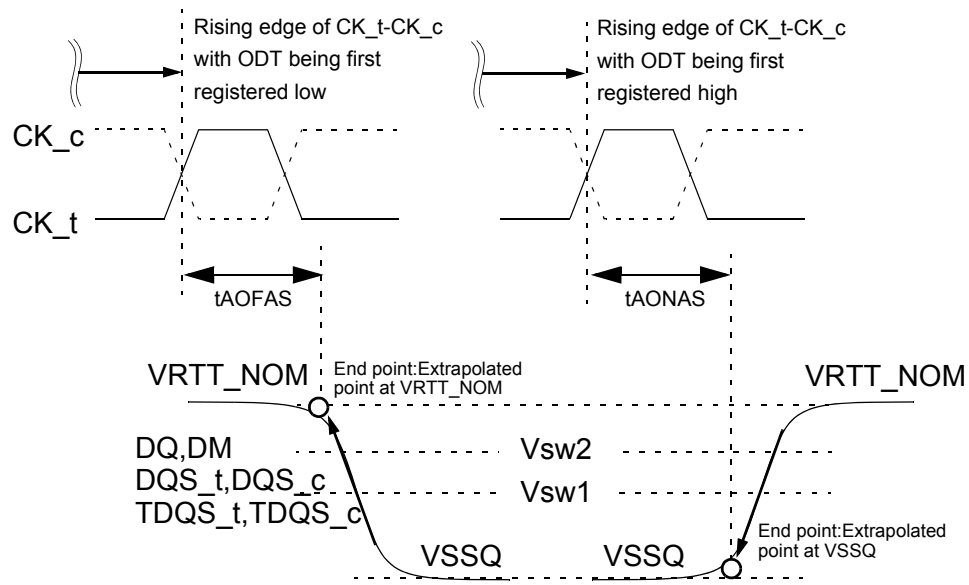 Rising edge of CK_t-CK_c
with ODT being first
registered low
Rising edge of CK_t-CK_c
with ODT being first
registered high
CK_c
CK_t
tAOFAS
tAONAS
VRTT_NOM
End point:Extrapolated
point at VRTT_NOM
VRTT_NOM
DQ,DM
DQS_t,DQS_c
TDQS_t,TDQS_c
Vsw2
Vsw1
VSSQ
VSSQ
End point:Extrapolated
point at VSSQ